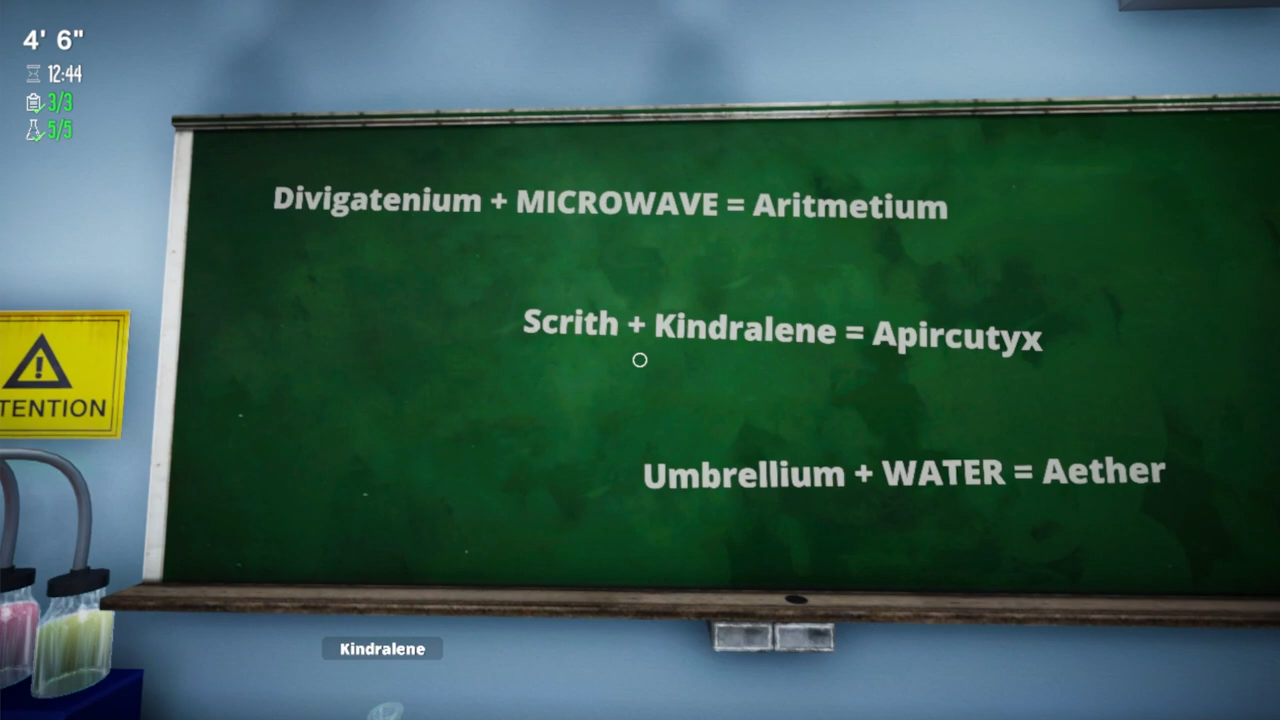 4' 6"
12:44
3/3
5/5
Divigatenium + MICROWAVE = Aritmetium
Scrith + Kindralene = Apircutyx
Umbrellium + WATER = Aether
TENTION
Kindralene